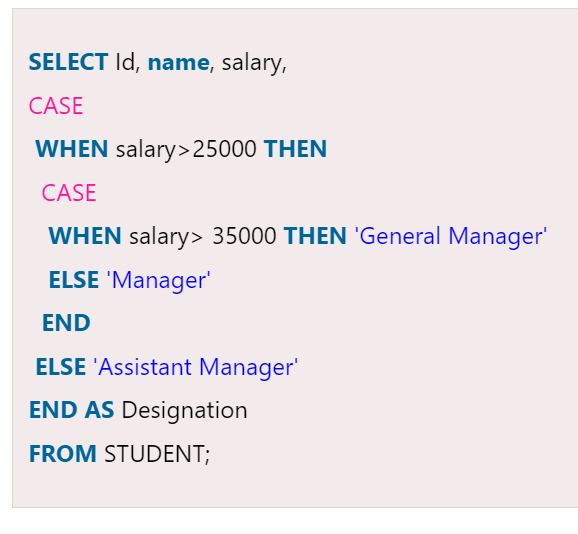 SELECT Id, name, salary,
CASE
WHEN salary>25000 THEN
CASE
WHEN salary> 35000 THEN 'General Manager'
ELSE 'Manager'
END
ELSE 'Assistant Manager'
END AS Designation
FROM STUDENT;